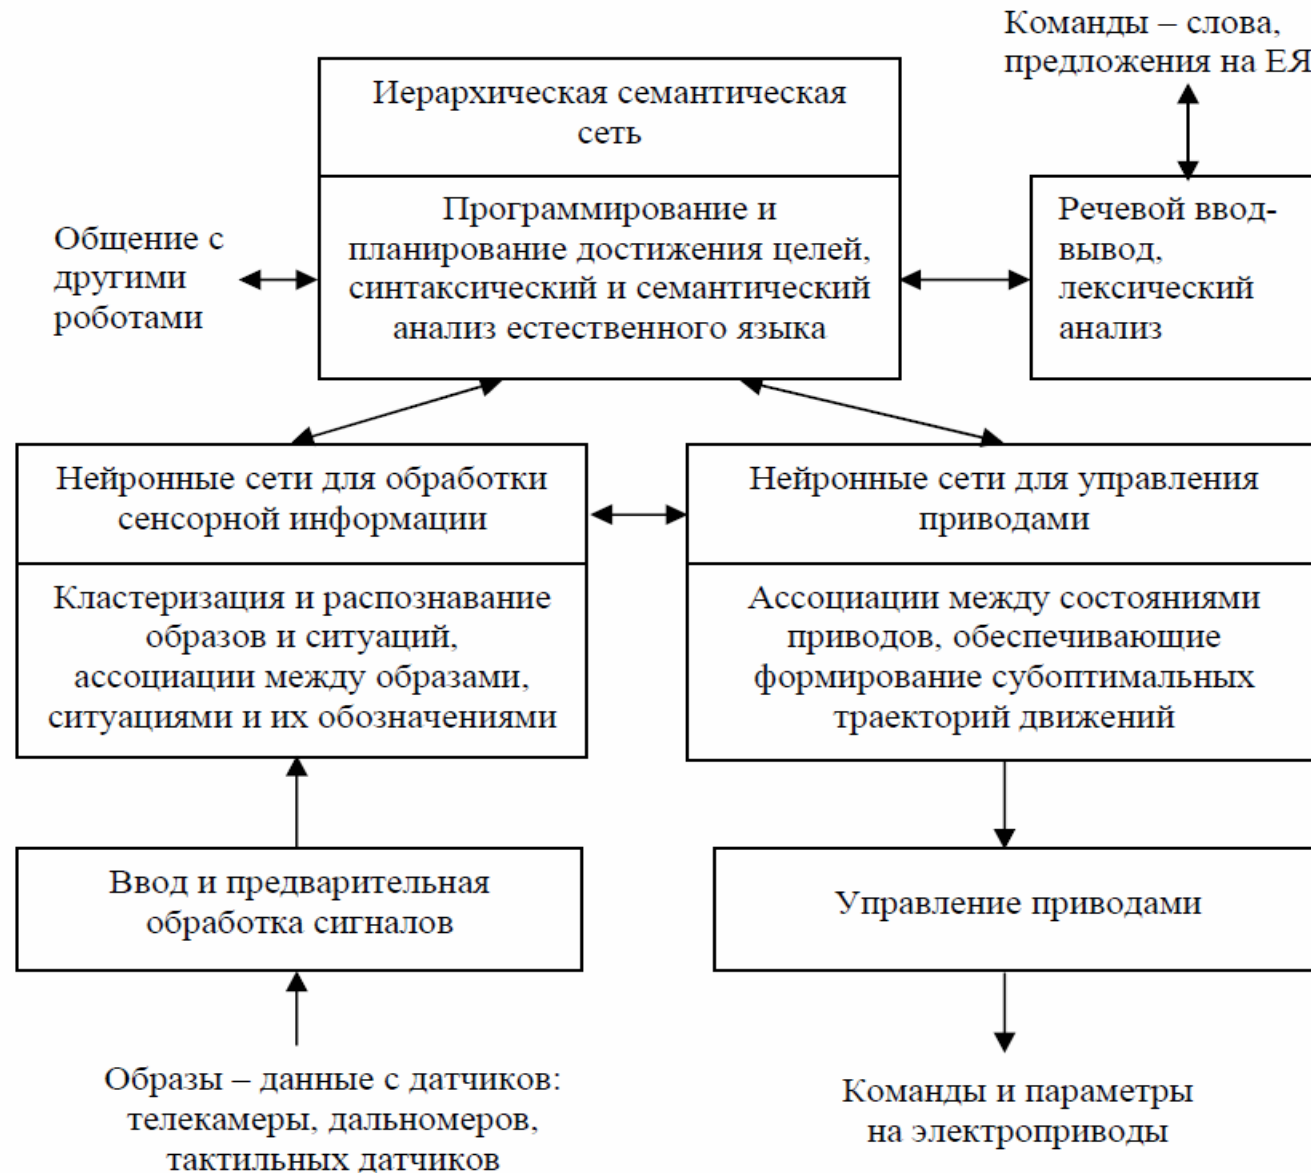 Команды – слова,
предложения на ЕЯ
Иерархическая семантическая
сеть
Программирование и
планирование достижения целей,
синтаксический и семантический
анализ естественного языка
Общение с
другими
роботами
Речевой ввод-
вывод,
лексический
анализ
Нейронные сети для обработки
сенсорной информации
Кластеризация и распознавание
образов и ситуаций,
ассоциации между образами,
ситуациями и их обозначениями
Нейронные сети для управления
приводами
Ассоциации между состояниями
приводов, обеспечивающие
формирование субоптимальных
траекторий движений
Ввод и предварительная
обработка сигналов
Управление приводами
Образы – данные с датчиков:
телекамеры, дальномеров,
тактильных датчиков
Команды и параметры
на электроприводы